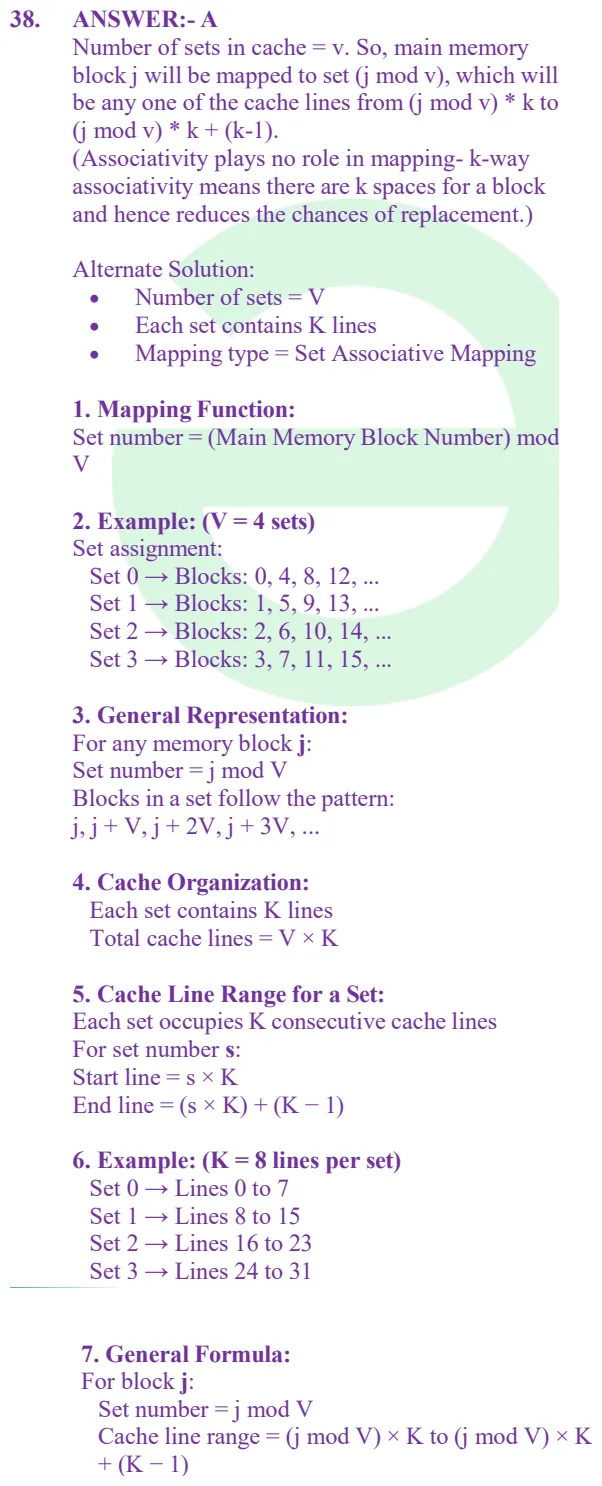 38. ANSWER:- A
Number of sets in cache = v. So, main memory
block j will be mapped to set (j mod v), which will
be any one of the cache lines from (j mod v) * k to
(j mod v) * k + (k-1).
(Associativity plays no role in mapping- k-way
associativity means there are k spaces for a block
and hence reduces the chances of replacement.)
Alternate Solution:
• Number of sets = V
• Each set contains K lines
• Mapping type = Set Associative Mapping
1. Mapping Function:
Set number = (Main Memory Block Number) mod
V
2. Example: (V = 4 sets)
Set assignment:
Set 0 → Blocks: 0, 4, 8, 12, ...
Set 1 → Blocks: 1, 5, 9, 13, ...
Set 2 → Blocks: 2, 6, 10, 14, ...
Set 3 → Blocks: 3, 7, 11, 15, ...
3. General Representation:
For any memory block j:
Set number = j mod V
Blocks in a set follow the pattern:
j, j + V, j + 2V, j + 3V, ...
4. Cache Organization:
Each set contains K lines
Total cache lines = V × K
5. Cache Line Range for a Set:
Each set occupies K consecutive cache lines
For set number s:
Start line = s × K
End line = (s × K) + (K − 1)
6. Example: (K = 8 lines per set)
Set 0 → Lines 0 to 7
Set 1 → Lines 8 to 15
Set 2 → Lines 16 to 23
Set 3 → Lines 24 to 31
7. General Formula:
For block j:
Set number = j mod V
Cache line range = (j mod V) × K to (j mod V) × K
+ (K − 1)